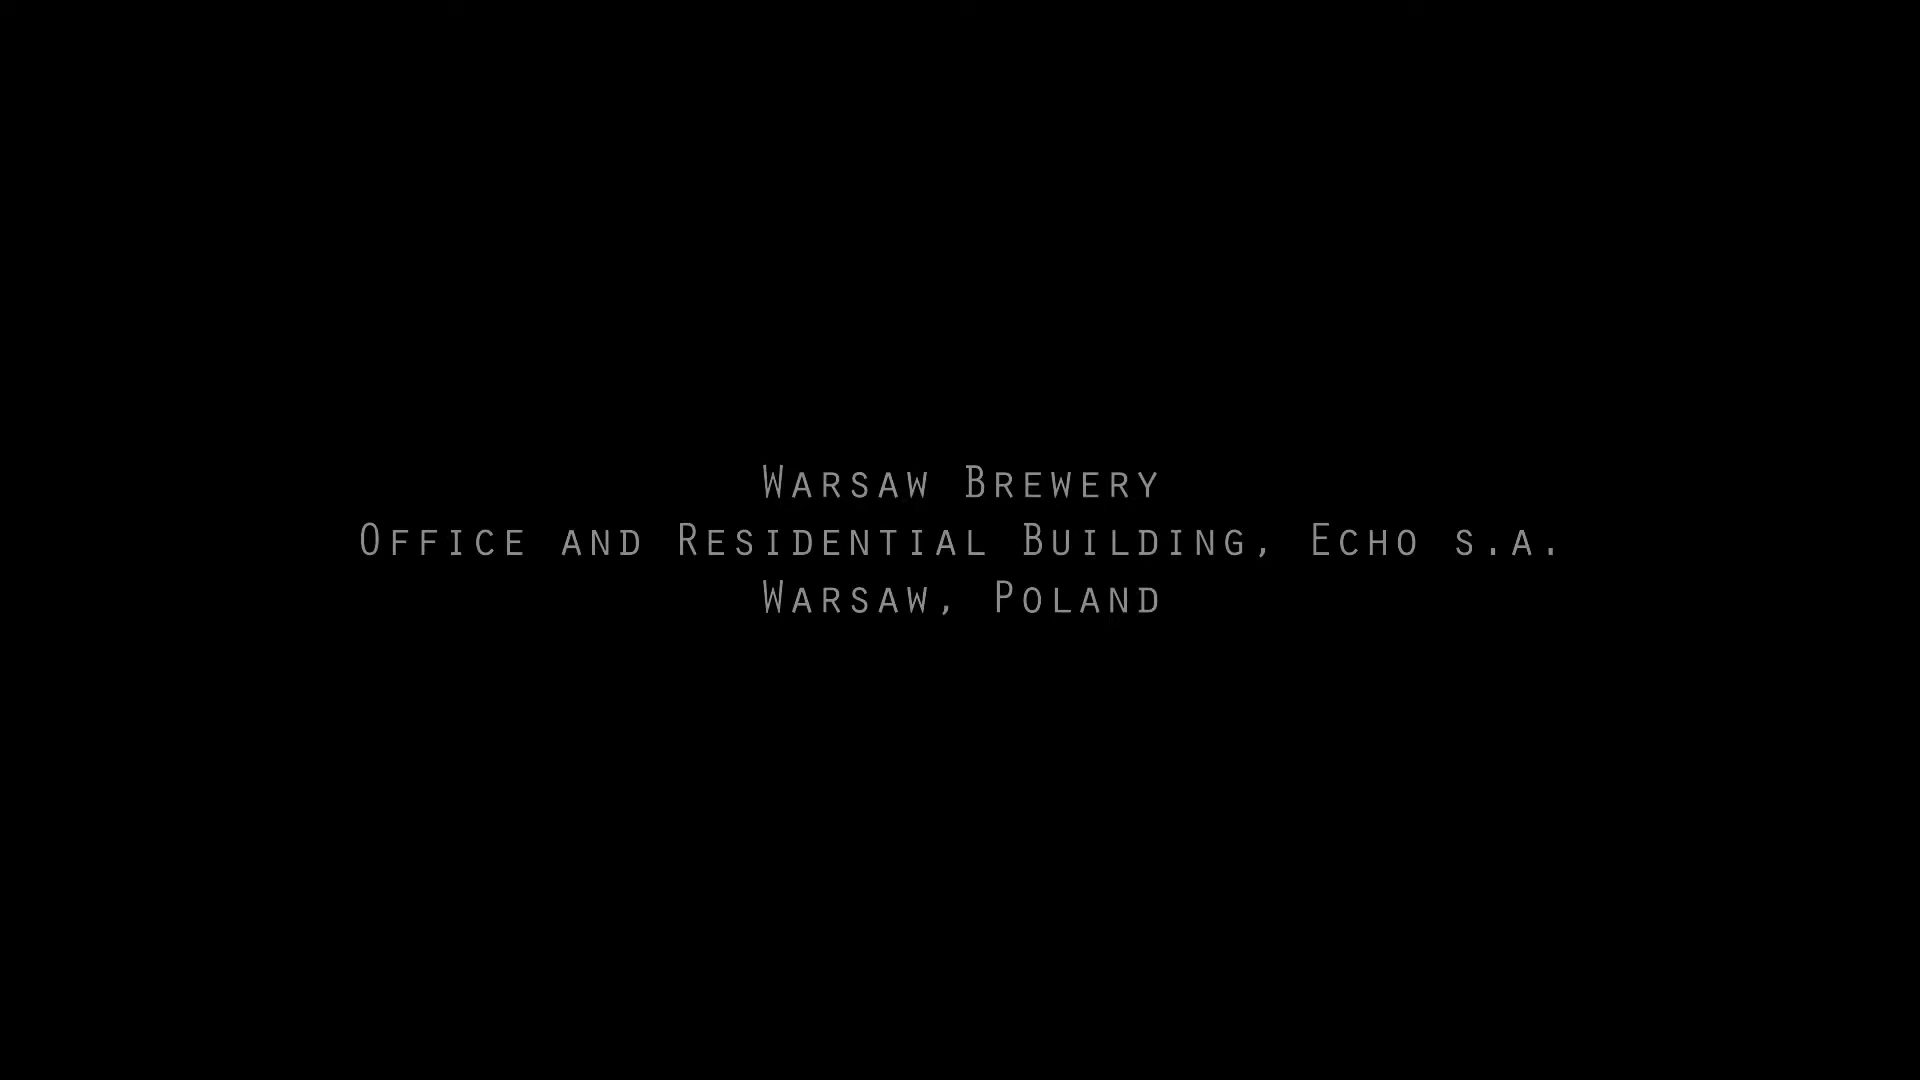 Warsaw Brewery
Office and Residential Building, Echo s.a.
Warsaw, Poland